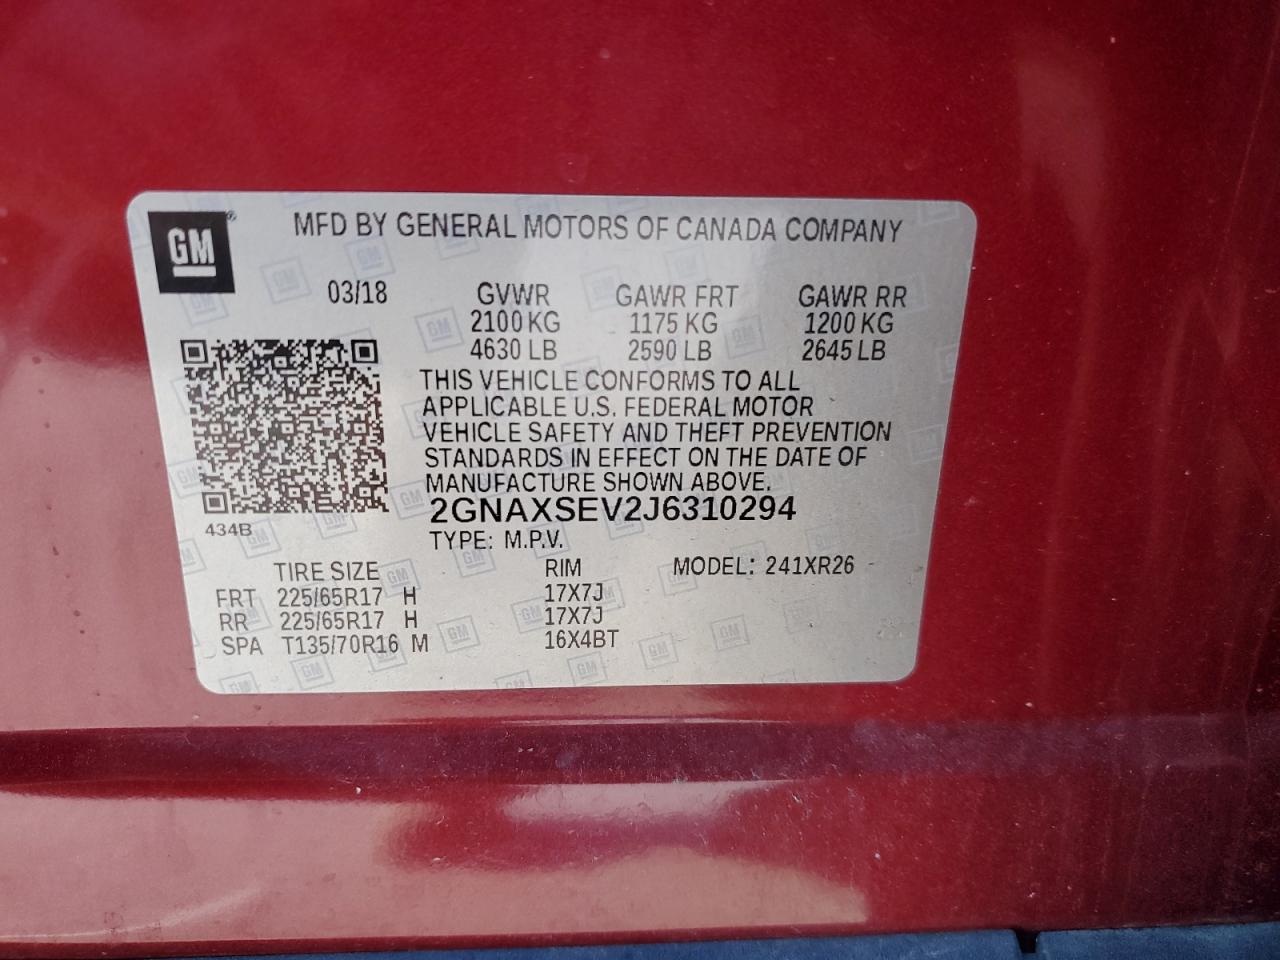 GM
MFD BY GENERAL MOTORS OF CANADA COMPANY
03/18 GVWR GAWR FRT GAWR RR
2100 KG 1175 KG 1200 KG
4630 LB 2590 LB 2645 LB
THIS VEHICLE CONFORMS TO ALL
APPLICABLE U.S. FEDERAL MOTOR
VEHICLE SAFETY AND THEFT PREVENTION
STANDARDS IN EFFECT ON THE DATE OF
MANUFACTURE SHOWN ABOVE.
2GNAXSEV2J6310294
434B
TYPE: M.P.V.
TIRE SIZE RIM MODEL: 241XR26
FRT 225/65R17 H 17X7J
RR 225/65R17 H 17X7J
SPA T135/70R16 M 16X4BT